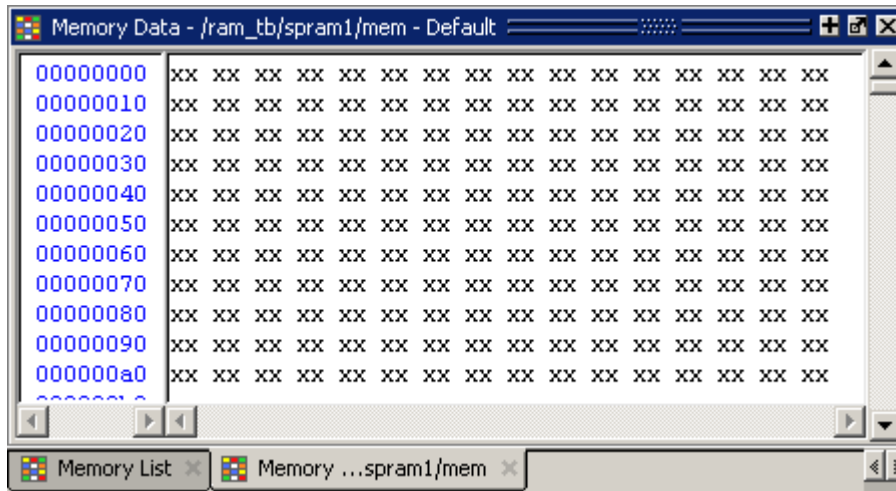 Memory Data - /ram_tb/spram1/mem - Default
00000000 xx xx xx xx xx xx xx xx xx xx xx xx xx xx xx xx
00000010 xx xx xx xx xx xx xx xx xx xx xx xx xx xx xx xx
00000020 xx xx xx xx xx xx xx xx xx xx xx xx xx xx xx xx
00000030 xx xx xx xx xx xx xx xx xx xx xx xx xx xx xx xx
00000040 xx xx xx xx xx xx xx xx xx xx xx xx xx xx xx xx
00000050 xx xx xx xx xx xx xx xx xx xx xx xx xx xx xx xx
00000060 xx xx xx xx xx xx xx xx xx xx xx xx xx xx xx xx
00000070 xx xx xx xx xx xx xx xx xx xx xx xx xx xx xx xx
00000080 xx xx xx xx xx xx xx xx xx xx xx xx xx xx xx xx
00000090 xx xx xx xx xx xx xx xx xx xx xx xx xx xx xx xx
000000a0 xx xx xx xx xx xx xx xx xx xx xx xx xx xx xx xx
Memory List Memory ...spram1/mem